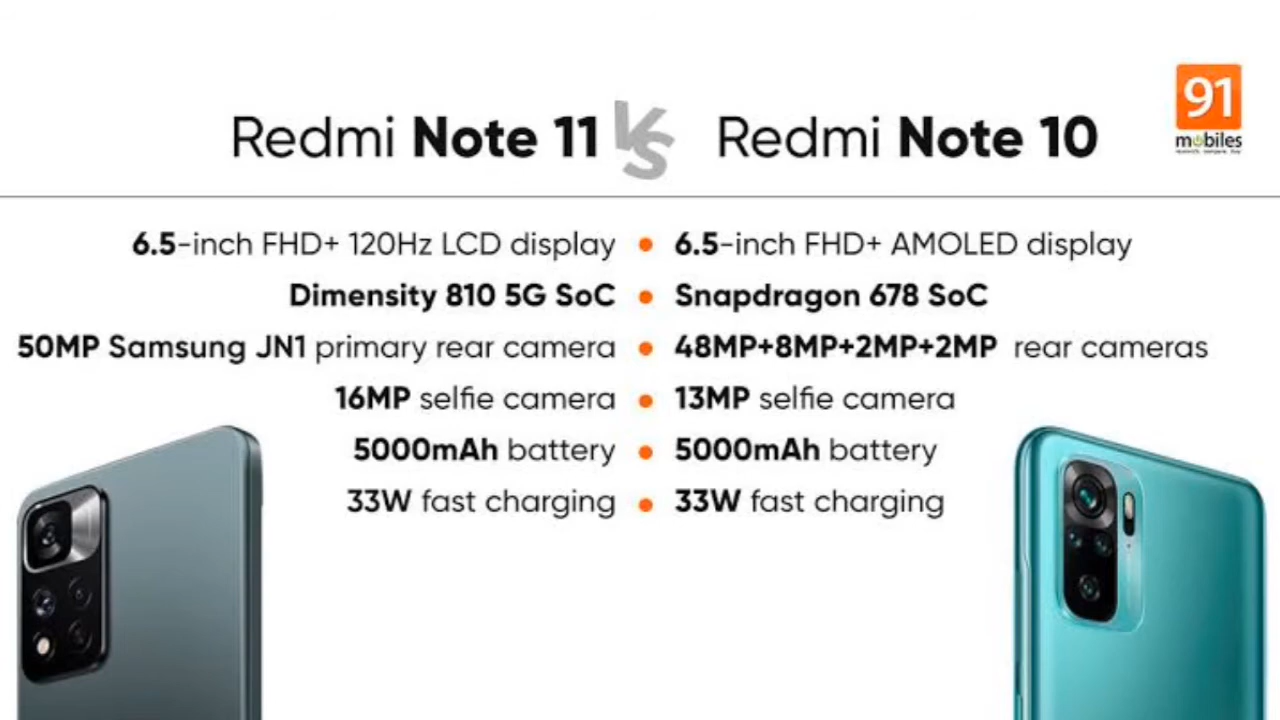 Redmi Note 11 VS Redmi Note 10
91
mobiles
6.5-inch FHD+ 120Hz LCD display • 6.5-inch FHD+ AMOLED display
Dimensity 810 5G SoC • Snapdragon 678 SoC
50MP Samsung JN1 primary rear camera • 48MP+8MP+2MP+2MP rear cameras
16MP selfie camera • 13MP selfie camera
5000mAh battery • 5000mAh battery
33W fast charging • 33W fast charging